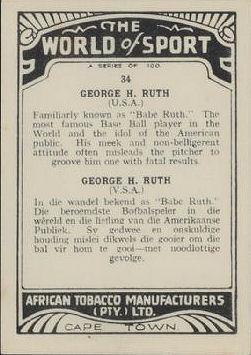 THE
WORLD of SPORT
A SERIES OF 100.
34
GEORGE H. RUTH
(U.S.A.)
Familiarly known as "Babe Ruth." The
most famous Base Ball player in the
World and the idol of the American
public. His meek and non-belligerent
attitude often misleads the pitcher to
groove him one with fatal results.
GEORGE H. RUTH
(V.S.A.)
In die wandel bekend as "Babe Ruth."
Die beroemdste Bofbalspeler in die
wêreld en die liefling van die Amerikaanse
Publiek. Sy gedwee en onskuldige
houding mislei dikwels die gooier om die
bal vir hom te gooi—met noodlottige
gevolge.
AFRICAN TOBACCO MANUFACTURERS
(PTY.) LTD.
CAPE TOWN.